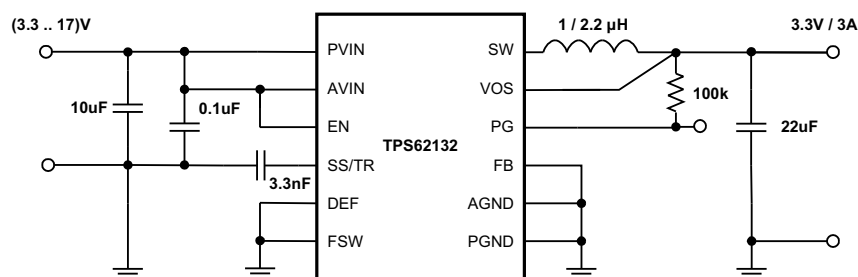 (3.3 .. 17)V
1 / 2.2 µH
3.3V / 3A
PVIN
SW
AVIN
VOS
100k
10uF
0.1uF
EN
PG
22uF
TPS62132
SS/TR
FB
3.3nF
DEF
AGND
FSW
PGND